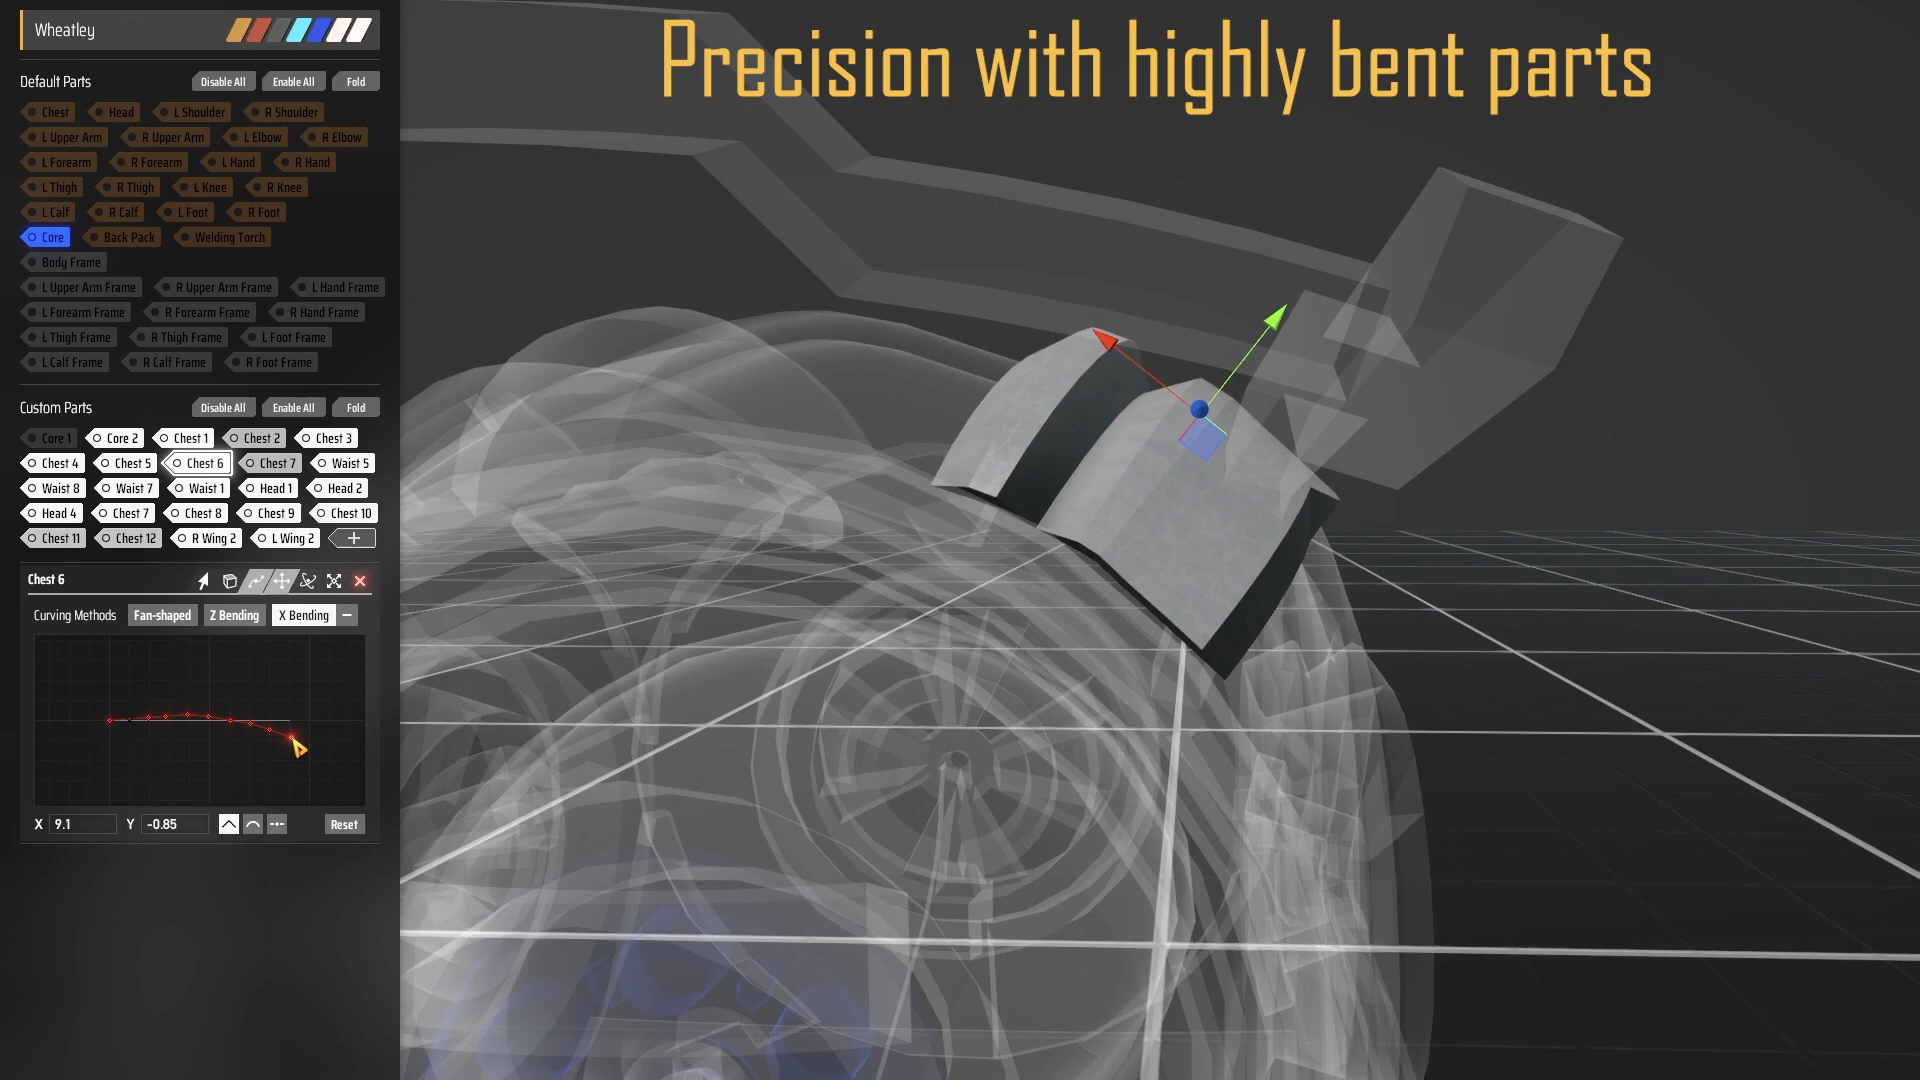 Precision with highly bent parts
Wheatley
Default Parts Disable All Enable All Fold
Chest Head L Shoulder R Shoulder
L Upper Arm R Upper Arm L Elbow R Elbow
L Forearm R Forearm L Hand R Hand
L Thigh R Thigh L Knee R Knee
L Calf R Calf L Foot R Foot
Core Back Pack Welding Torch
Body Frame
L Upper Arm Frame R Upper Arm Frame L Hand Frame
L Forearm Frame R Forearm Frame R Hand Frame
L Thigh Frame R Thigh Frame L Foot Frame
L Calf Frame R Calf Frame R Foot Frame
Custom Parts Disable All Enable All Fold
Core 1 Core 2 Chest 1 Chest 2 Chest 3
Chest 4 Chest 5 Chest 6 Chest 7 Waist 5
Waist 8 Waist 7 Waist 1 Head 1 Head 2
Head 4 Chest 7 Chest 8 Chest 9 Chest 10
Chest 11 Chest 12 R Wing 2 L Wing 2
Chest 6
Curving Methods Fan-shaped Z Bending X Bending
X 9.1 Y -0.85 Reset